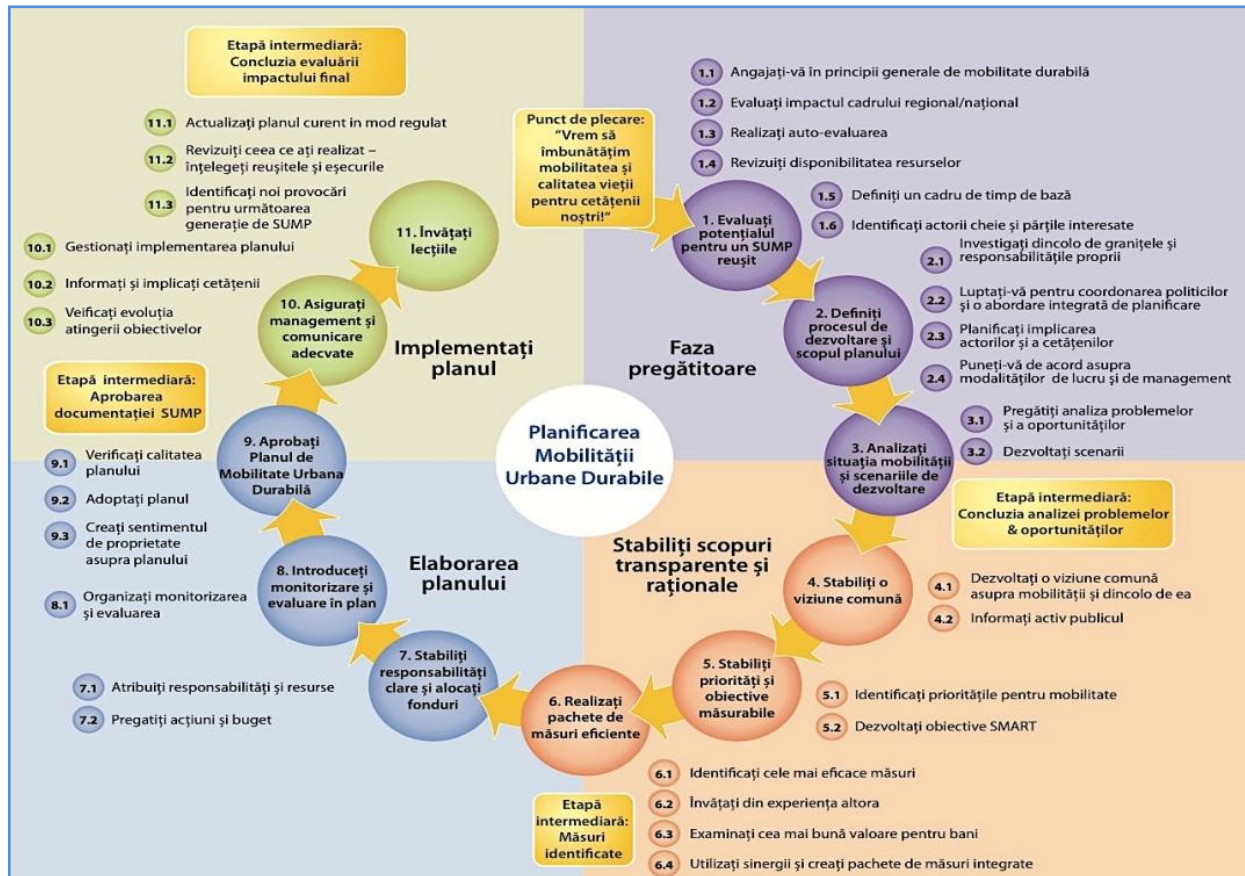 Punct de plecare:
“Vrem să
îmbunătățim
mobilitatea și
calitatea vieții
pentru cetățenii
noștri!”
1.1 Angajați-vă în principii generale de mobilitate durabilă
1.2 Evaluați impactul cadrului regional/național
1.3 Realizați auto-evaluarea
1.4 Revizuiți disponibilitatea resurselor
1.5 Definiți un cadru de timp de bază
1.6 Identificați actorii cheie și părțile interesate
1. Evaluați
potențialul
pentru un SUMP
reușit
2.1 Investigați dincolo de granițele și
responsabilitățile proprii
2.2 Luptați-vă pentru coordonarea politicilor
și o abordare integrată de planificare
2.3 Planificați implicarea
actorilor și a cetățenilor
2.4 Puneți-vă de acord asupra
modalităților de lucru și de management
2. Definiți
procesul de
dezvoltare și
scopul planului
Faza
pregătitoare
3.1 Pregătiți analiza problemelor
și a oportunităților
3.2 Dezvoltați scenarii
3. Analizați
situația mobilității
și scenariile de
dezvoltare
Etapă intermediară:
Concluzia analizei problemelor
& oportunităților
Planificarea
Mobilității
Urbane Durabile
Stabiliți scopuri
transparente și
raționale
4. Stabiliți o
viziune comună
4.1 Dezvoltați o viziune comună
asupra mobilității și dincolo de ea
4.2 Informați activ publicul
5. Stabiliți
priorități și
obiective
măsurabile
5.1 Identificați prioritățile pentru mobilitate
5.2 Dezvoltați obiective SMART
6. Realizați
pachete de
măsuri eficiente
6.1 Identificați cele mai eficace măsuri
6.2 Învățați din experiența altora
6.3 Examinați cea mai bună valoare pentru bani
6.4 Utilizați sinergii și creați pachete de măsuri integrate
Etapă
intermediară:
Măsuri
identificate
Elaborarea
planului
7. Stabiliți
responsabilități
clare și alocați
fonduri
7.1 Atribuiți responsabilități și resurse
7.2 Pregatiți acțiuni și buget
8. Introduceți
monitorizare și
evaluare în plan
8.1 Organizați monitorizarea
și evaluarea
9. Aprobați
Planul de
Mobilitate Urbana
Durabilă
9.1 Verificați calitatea
planului
9.2 Adoptați planul
9.3 Creați sentimentul
de proprietate
asupra planului
Etapă intermediară:
Aprobarea
documentației SUMP
Implementați
planul
10. Asigurați
management și
comunicare
adecvate
10.1 Gestionați implementarea planului
10.2 Informați și implicați cetățenii
10.3 Veificați evoluția
atingerii obiectivelor
11. Învățați
lecțiile
11.1 Actualizați planul curent in mod regulat
11.2 Revizuiți ceea ce ați realizat –
înțelegeți reușitele și eșecurile
11.3 Identificați noi provocări
pentru următoarea
generație de SUMP
Etapă intermediară:
Concluzia evaluării
impactului final